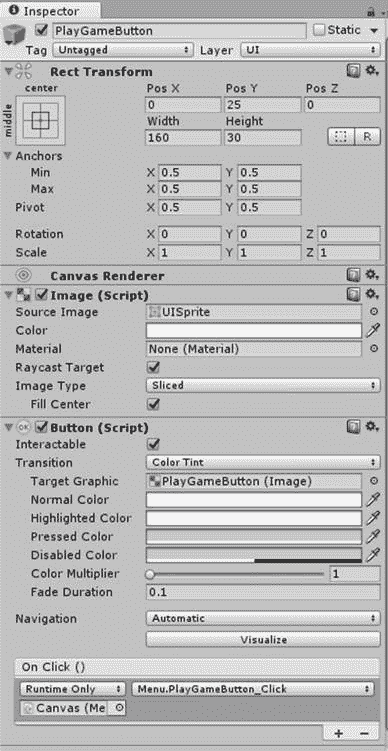 Inspector
PlayGameButton Static
Tag Untagged Layer UI
Rect Transform
center Pos X Pos Y Pos Z
middle 0 25 0
Width Height
160 30 R
Anchors
Min X 0.5 Y 0.5
Max X 0.5 Y 0.5
Pivot X 0.5 Y 0.5
Rotation X 0 Y 0 Z 0
Scale X 1 Y 1 Z 1
Canvas Renderer
Image (Script)
Source Image UISprite
Color
Material None (Material)
Raycast Target
Image Type Sliced
Fill Center
OK Button (Script)
Interactable
Transition Color Tint
Target Graphic PlayGameButton (Image)
Normal Color
Highlighted Color
Pressed Color
Disabled Color
Color Multiplier 1
Fade Duration 0.1
Navigation Automatic
Visualize
On Click ()
Runtime Only Menu.PlayGameButton_Click
Canvas (Me
+ −